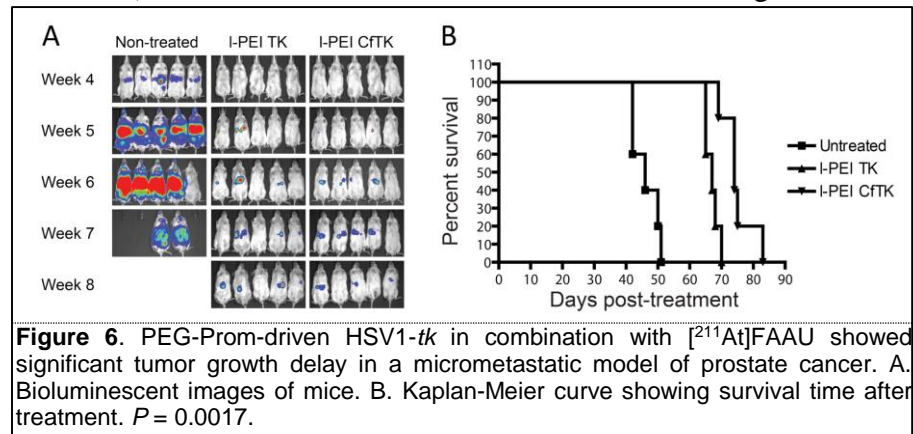 A
B
Non-treated I-PEI TK I-PEI CfTK
Week 4
Week 5
Week 6
Week 7
Week 8
Percent survival
110
100
90
80
70
60
50
40
30
20
10
0
0 10 20 30 40 50 60 70 80 90
Days post-treatment
Untreated
I-PEI TK
I-PEI CfTK
Figure 6. PEG-Prom-driven HSV1-tk in combination with [211At]FAAU showed
significant tumor growth delay in a micrometastatic model of prostate cancer. A.
Bioluminescent images of mice. B. Kaplan-Meier curve showing survival time after
treatment. P = 0.0017.